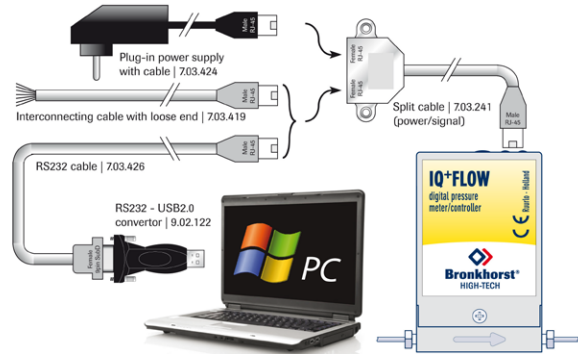 Male
RJ-45
Plug-in power supply
with cable | 7.03.424
Female
RJ-45
Female
RJ-45
Male
RJ-45
Interconnecting cable with loose end | 7.03.419
Split cable | 7.03.241
(power/signal)
Male
RJ-45
Male
RJ-45
RS232 cable | 7.03.426
RS232 - USB2.0
convertor | 9.02.122
Female
9pin SubD
PC
IQ+FLOW
digital pressure
meter/controller
Ruurlo - Holland
CE
Bronkhorst®
HIGH-TECH